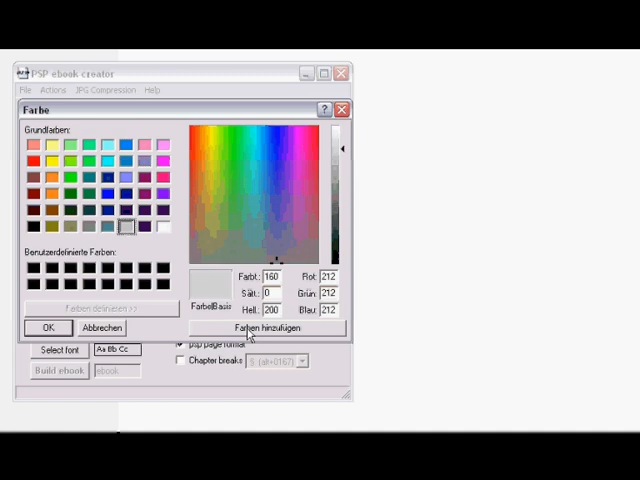 PSP ebook creator
File Actions JPG Compression Help
Farbe
Grundfarben:
Benutzerdefinierte Farben:
Farben definieren >>
OK Abbrechen
Farbe|Basis
Farbt.: 160 Rot: 212
Sätt.: 0 Grün: 212
Hell.: 200 Blau: 212
Farben hinzufügen
Select font Aa Bb Cc
psp page format
Build ebook ebook
Chapter breaks § (alt+0167)